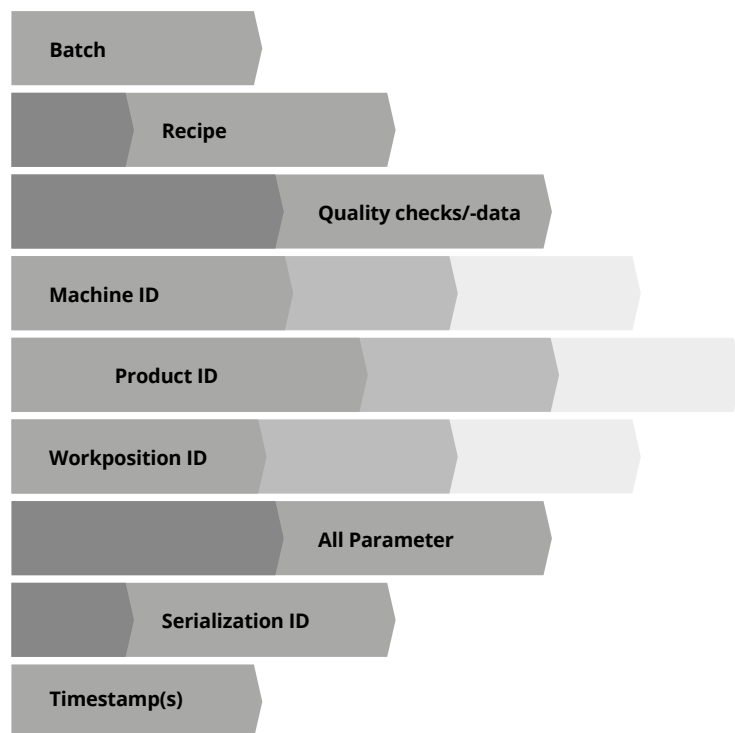 Batch
Recipe
Quality checks/-data
Machine ID
Product ID
Workposition ID
All Parameter
Serialization ID
Timestamp(s)